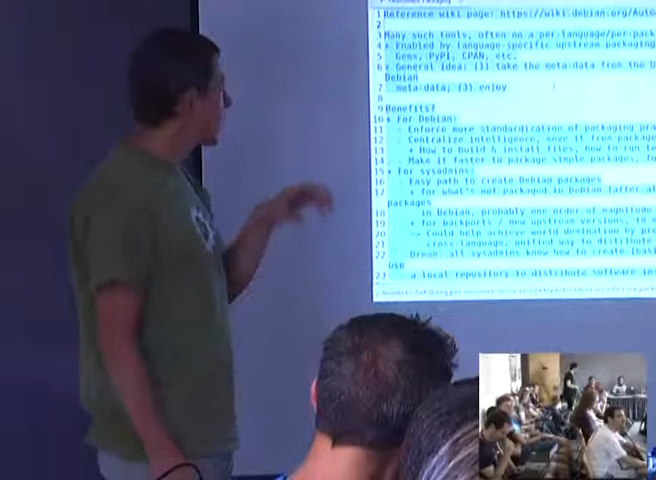 1 Reference wiki page: https://wiki.debian.org/Auto
2
3 Many such tools, often on a per-language/per-pack
4 + Enabled by language-specific upstream packaging
5   Gems, PyPI, CPAN, etc.
6 + General idea: (1) take the meta-data from the
Debian
7   meta-data; (3) enjoy
8
9 Benefits?
10 + For Debian:
11   - Enforce more standardization of packaging pra
12   - Centralize intelligence, move it from package
13     + How to build & install files, how to run te
14   - Make it faster to package simple packages, fo
15 + For sysadmins:
16   - Easy path to create Debian packages
17     + for what's not packaged in Debian (after al
packages
18       in Debian, probably one order of magnitude
19     + for backports / new upstream versions, to
20   - Could help achieve world domination by
21     cross language, unified way to distribute
22     all sysadmins know how to create
use
23   a local repository to distribute software